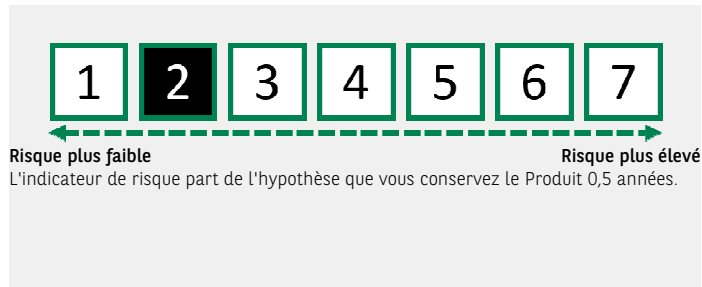 1 2 3 4 5 6 7
Risque plus faible Risque plus élevé
L'indicateur de risque part de l'hypothèse que vous conservez le Produit 0,5 années.